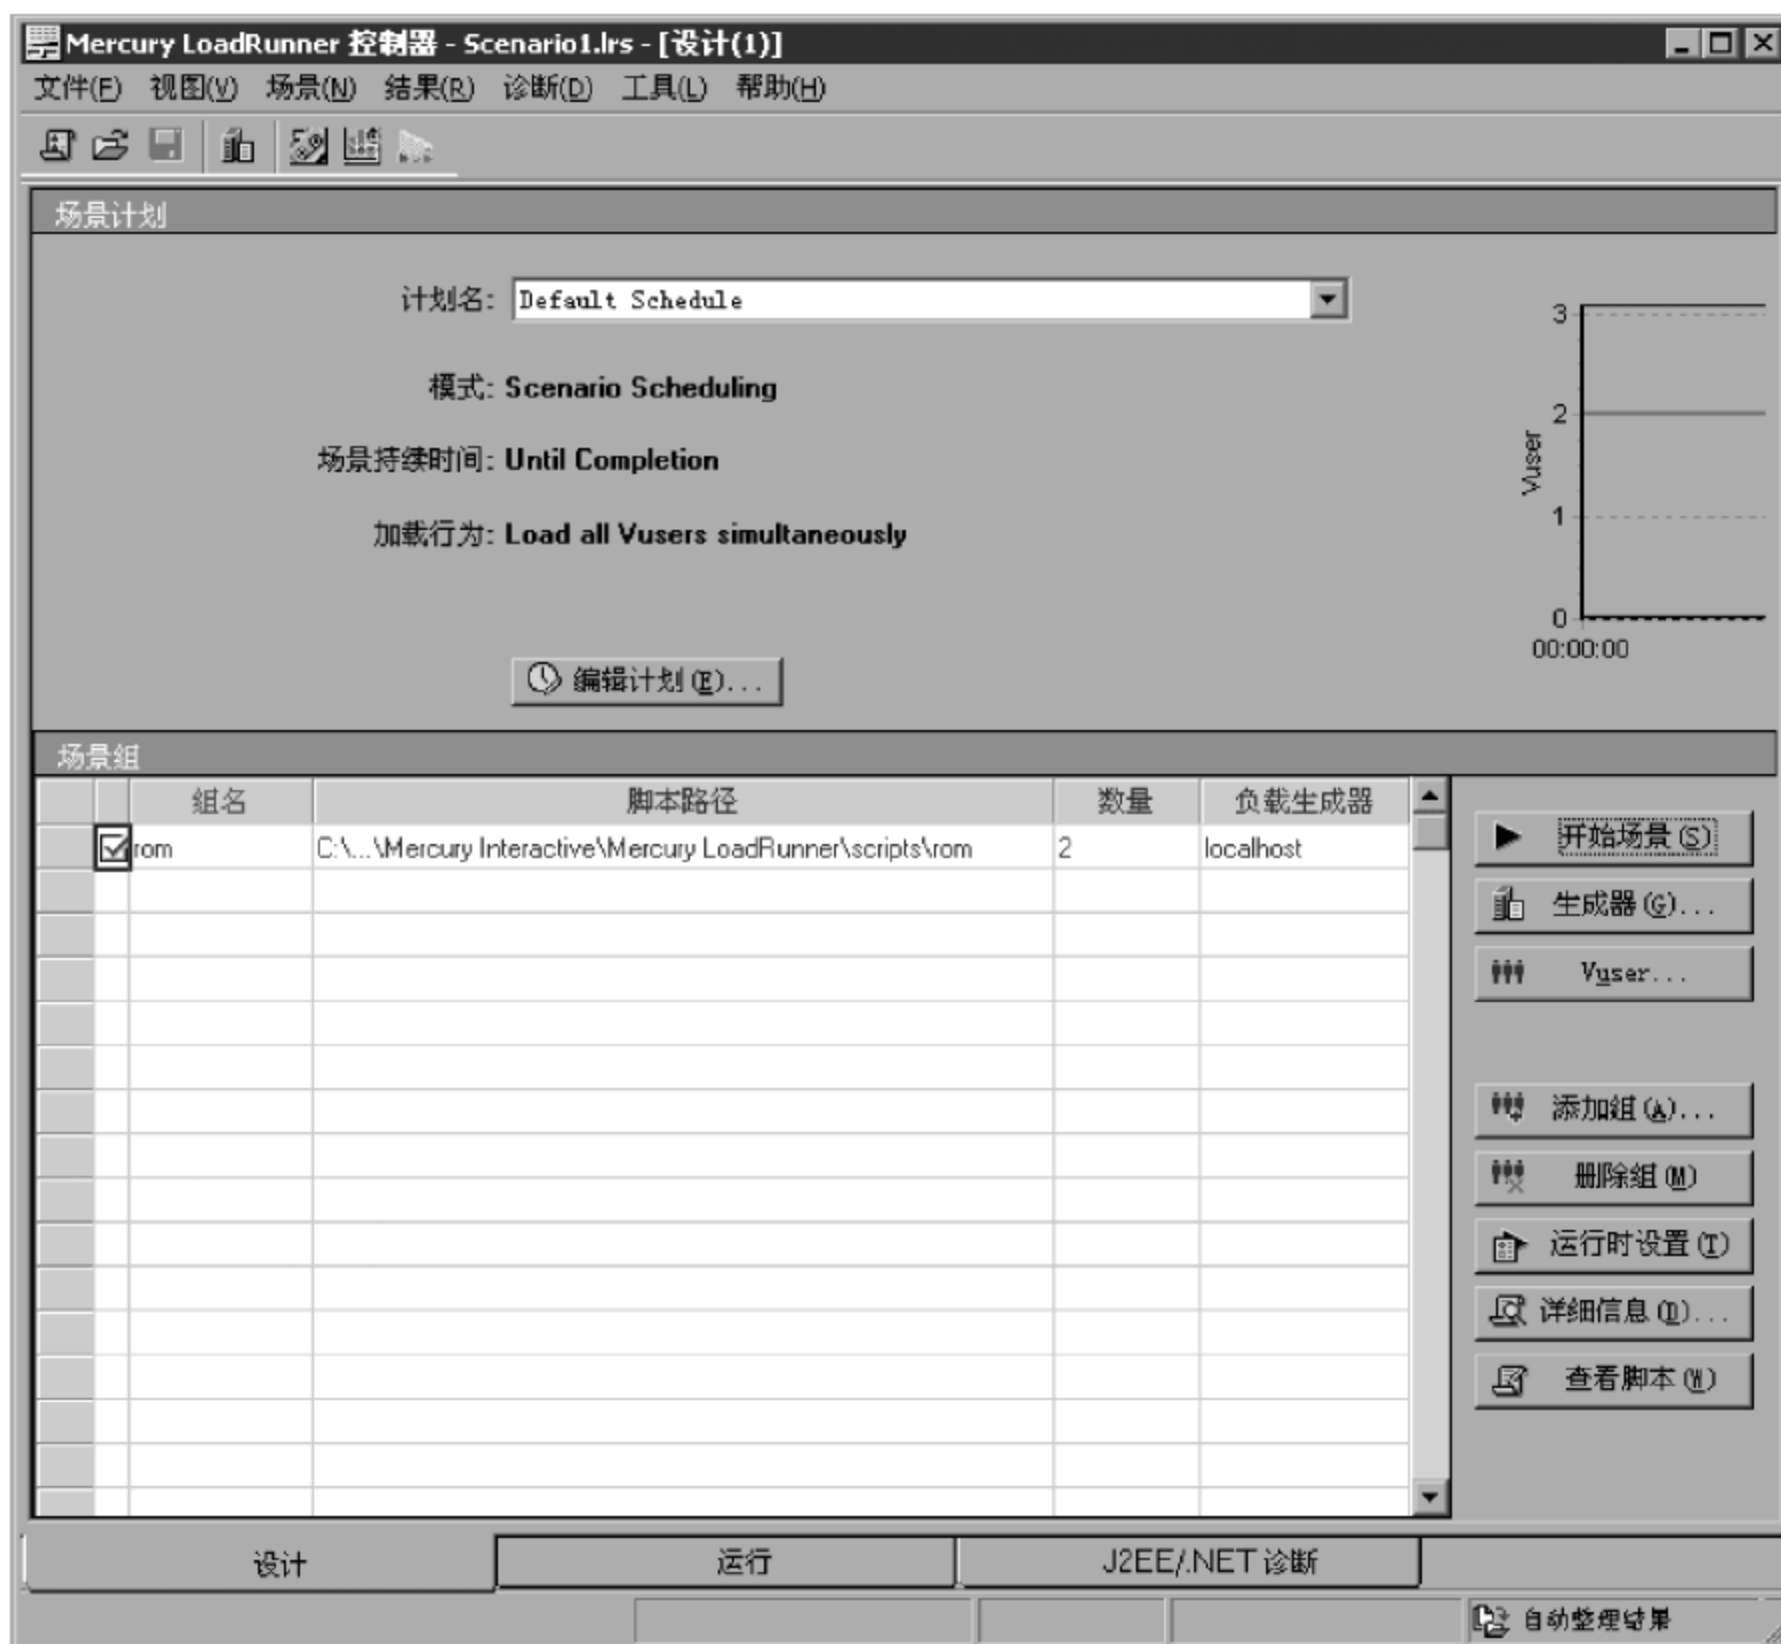 Mercury LoadRunner 控制器 - Scenario1.lrs - [设计(1)]
文件(F) 视图(V) 场景(N) 结果(R) 诊断(D) 工具(L) 帮助(H)
场景计划
计划名: Default Schedule
模式: Scenario Scheduling
场景持续时间: Until Completion
加载行为: Load all Vusers simultaneously
编辑计划(E)...
Vuser
3
2
1
0
00:00:00
场景组
组名 脚本路径 数量 负载生成器
rom C:\...\Mercury Interactive\Mercury LoadRunner\scripts\rom 2 localhost
开始场景(S)
生成器(G)...
Vuser...
添加组(A)...
删除组(M)
运行时设置(T)
详细信息(D)...
查看脚本(W)
设计 运行 J2EE/.NET 诊断
自动整理结果